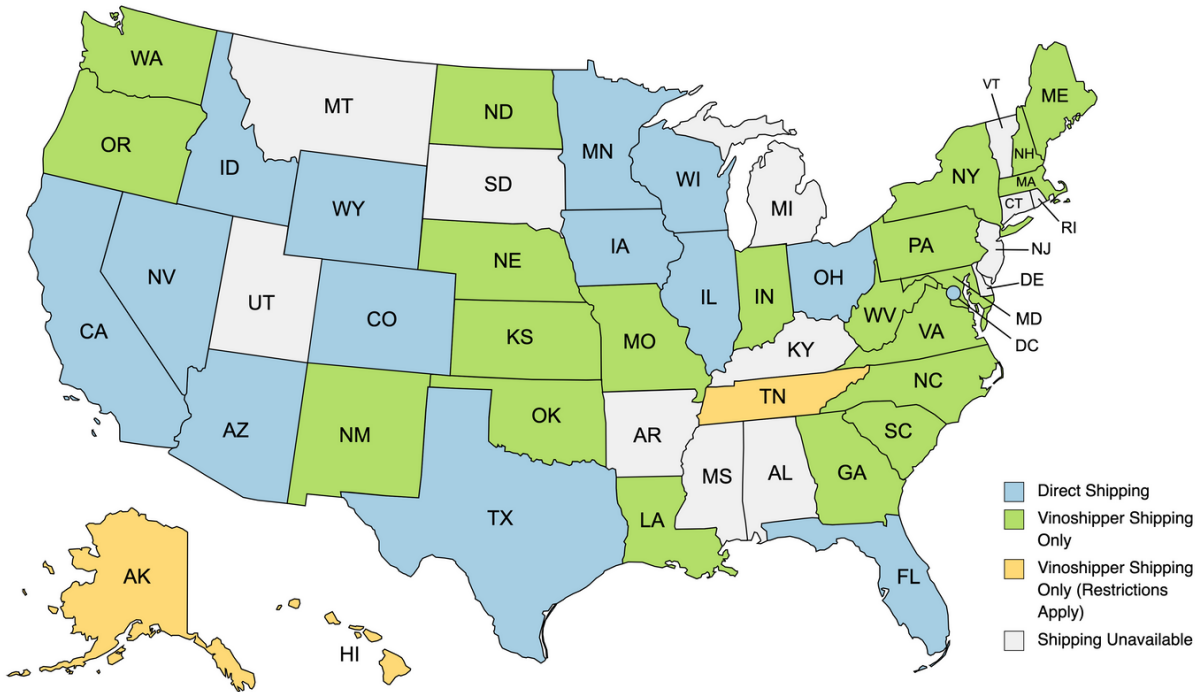 WA
OR
ID
MT
ND
MN
WI
MI
VT
ME
NH
NY
MA
CT
RI
NJ
PA
DE
MD
DC
SD
WY
IA
NE
NV
UT
CO
CA
KS
MO
IL
IN
OH
WV
VA
KY
NC
TN
SC
AZ
NM
OK
AR
MS
AL
GA
LA
TX
FL
AK
HI
Direct Shipping
Vinoshipper Shipping
Only
Vinoshipper Shipping
Only (Restrictions
Apply)
Shipping Unavailable